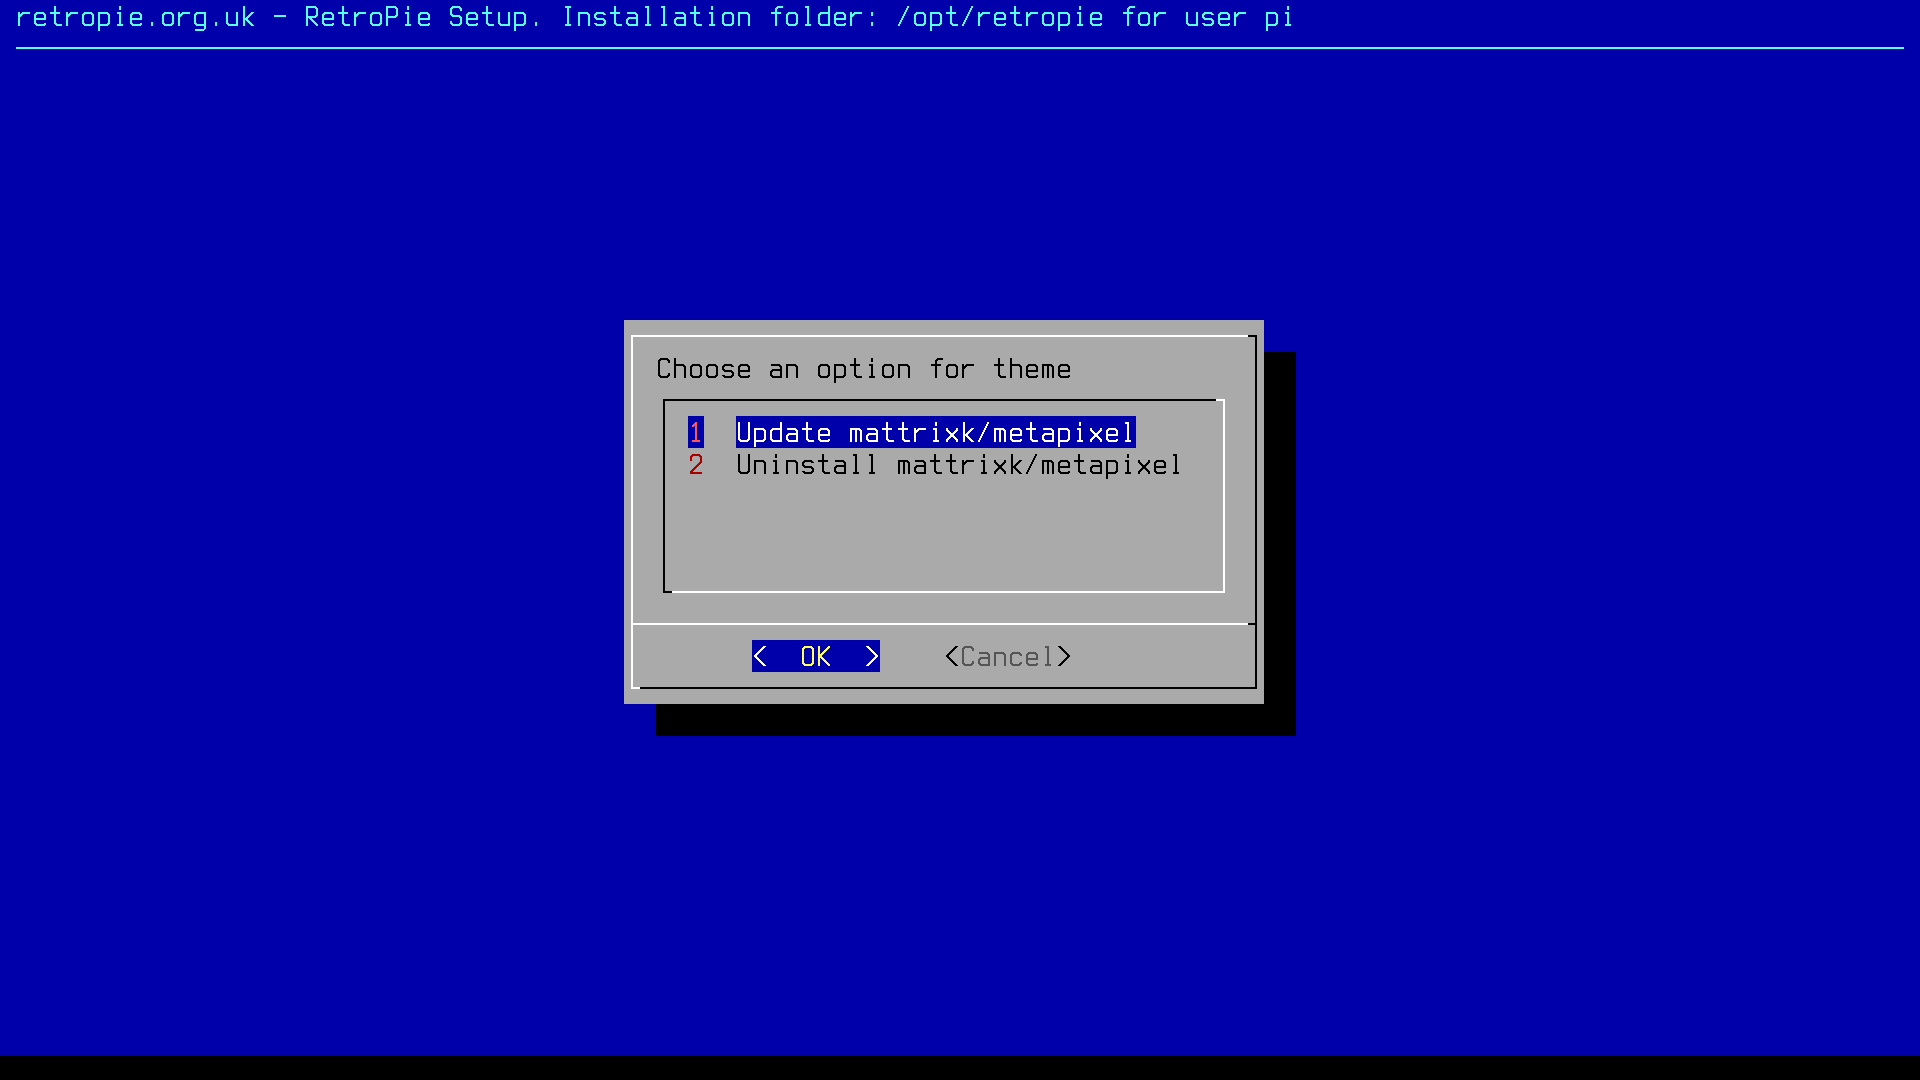 retropie.org.uk - RetroPie Setup. Installation folder: /opt/retropie for user pi
Choose an option for theme
1 Update mattrixk/metapixel
2 Uninstall mattrixk/metapixel
< OK > <Cancel>